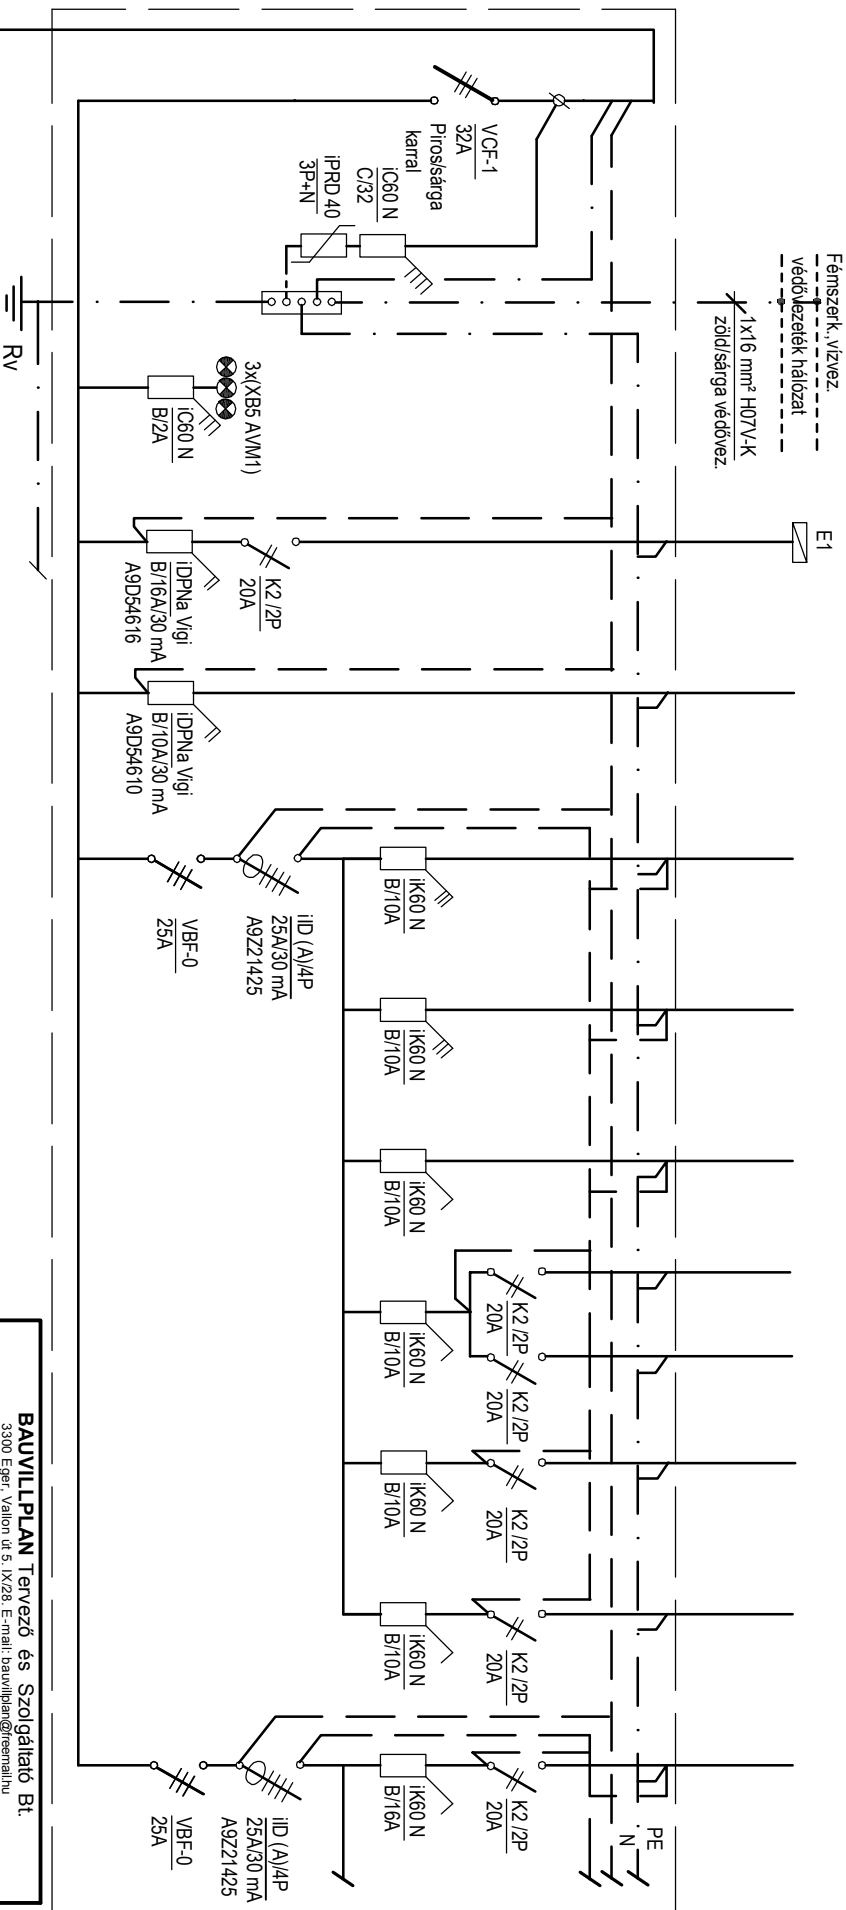 Fémszerk.,vízvez.
védővezeték hálózat
1x16 mm² H07V-K
zöld/sárga védővez.
VCF-1
32A
Piros/sárga
karral
iC60 N
C/32
iPRD 40
3P+N
Rv
3x(XB5 AVM1)
iC60 N
B/2A
E1
K2 /2P
20A
iDPNa Vigi
B/16A/30 mA
A9D54616
iDPNa Vigi
B/10A/30 mA
A9D54610
iK60 N
B/10A
iID (A)/4P
25A/30 mA
A9Z21425
VBF-0
25A
iK60 N
B/10A
iK60 N
B/10A
K2 /2P
20A
K2 /2P
20A
iK60 N
B/10A
K2 /2P
20A
iK60 N
B/10A
K2 /2P
20A
iK60 N
B/10A
PE
N
K2 /2P
20A
iK60 N
B/16A
iID (A)/4P
25A/30 mA
A9Z21425
VBF-0
25A
BAUVILLPLAN Tervező és Szolgáltató Bt.
3300 Eger, Vallon út 5. IX/28. E-mail: bauvillplan@freemail.hu